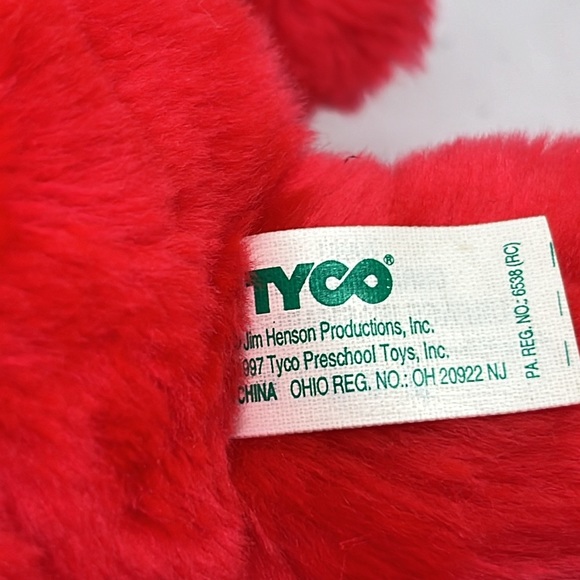 TYCO®
Jim Henson Productions, Inc.
1997 Tyco Preschool Toys, Inc.
CHINA OHIO REG. NO.: OH 20922 NJ
PA. REG. NO.: 6538 (RC)